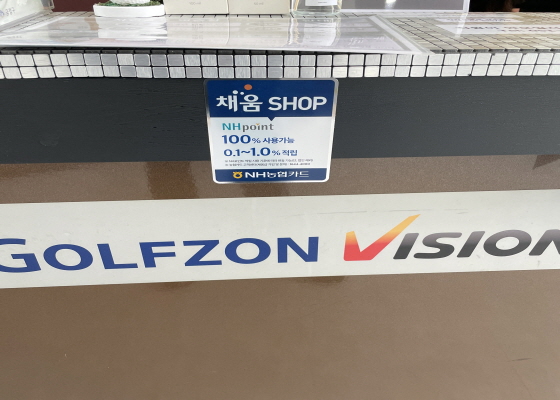 채움 SHOP
NHpoint
100% 사용가능
0.1~1.0% 적립
NH농협카드
GOLFZON VISION